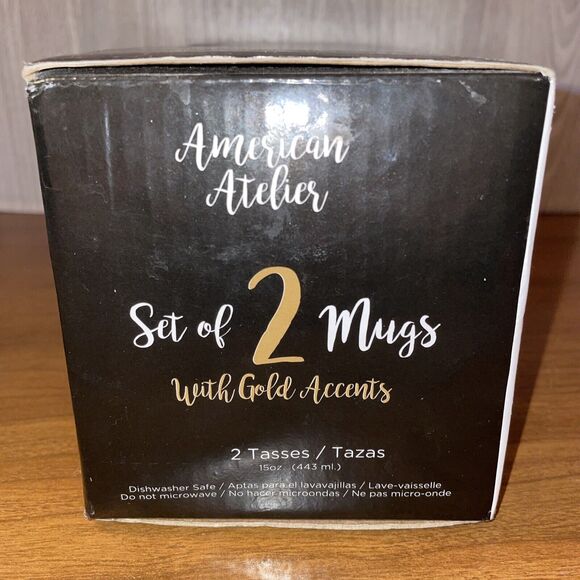 American
Atelier
Set of 2 Mugs
With Gold Accents
2 Tasses / Tazas
15oz. (443 ml.)
Dishwasher Safe / Aptas para el lavavajillas / Lave-vaisselle
Do not microwave / No hacer microondas / Ne pas micro-onde